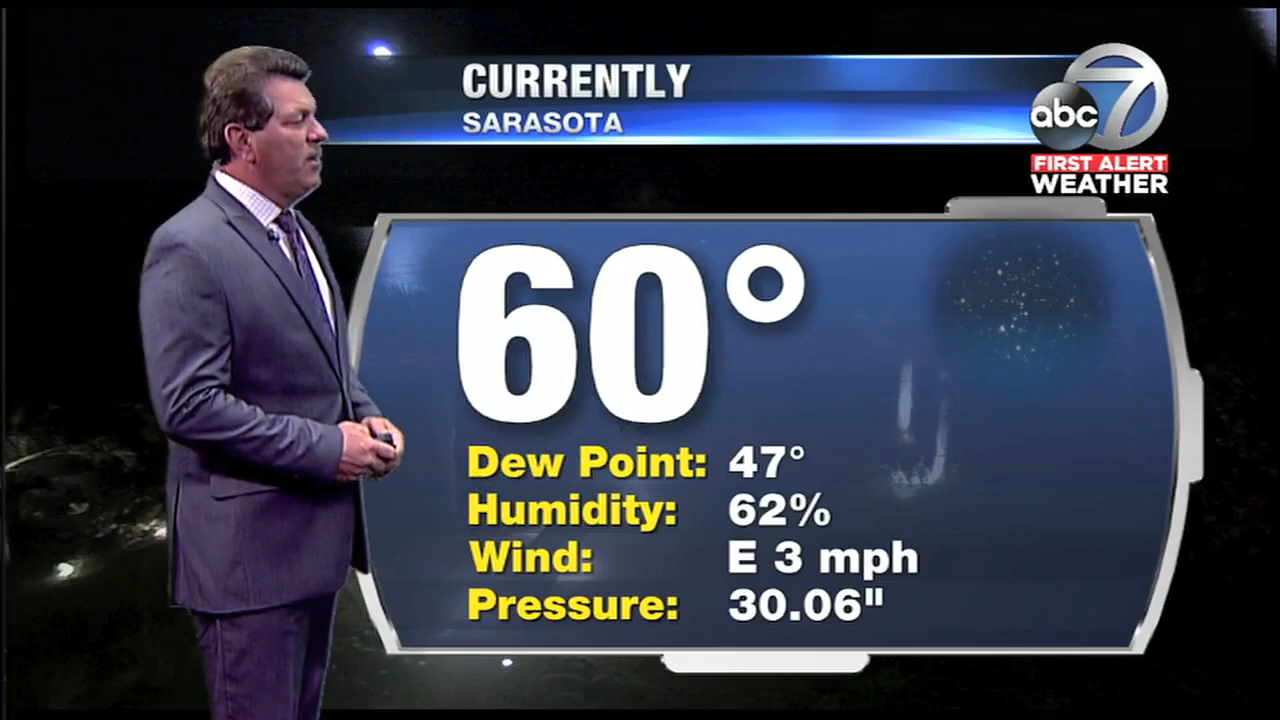 CURRENTLY
SARASOTA
abc 7
FIRST ALERT
WEATHER
60°
Dew Point: 47°
Humidity: 62%
Wind: E 3 mph
Pressure: 30.06"